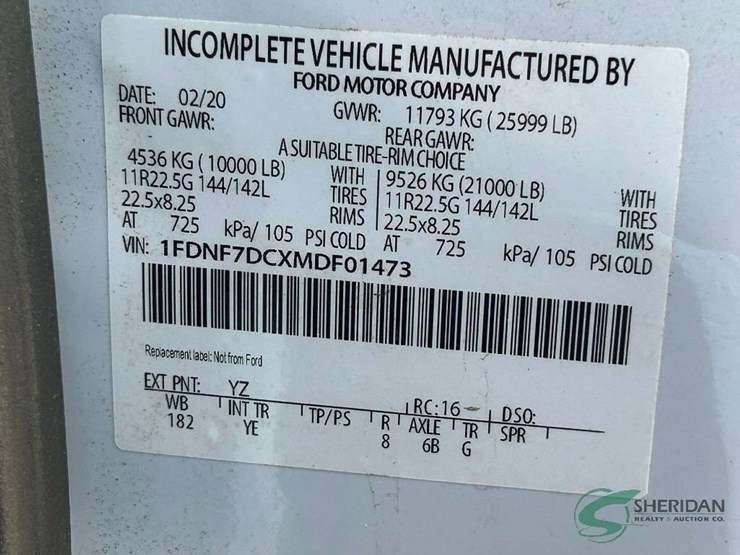 INCOMPLETE VEHICLE MANUFACTURED BY
FORD MOTOR COMPANY
DATE: 02/20 GVWR: 11793 KG ( 25999 LB)
FRONT GAWR: REAR GAWR:
A SUITABLE TIRE-RIM CHOICE
4536 KG ( 10000 LB) WITH 9526 KG (21000 LB) WITH
11R22.5G 144/142L TIRES 11R22.5G 144/142L TIRES
22.5x8.25 RIMS 22.5x8.25 RIMS
AT 725 kPa/ 105 PSI COLD AT 725 kPa/ 105 PSI COLD
VIN: 1FDNF7DCXMDF01473
Replacement label: Not from Ford
EXT PNT: YZ RC:16 DSO:
WB INT TR TP/PS R AXLE TR SPR
182 YE 8 6B G
SHERIDAN
REALTY & AUCTION CO.